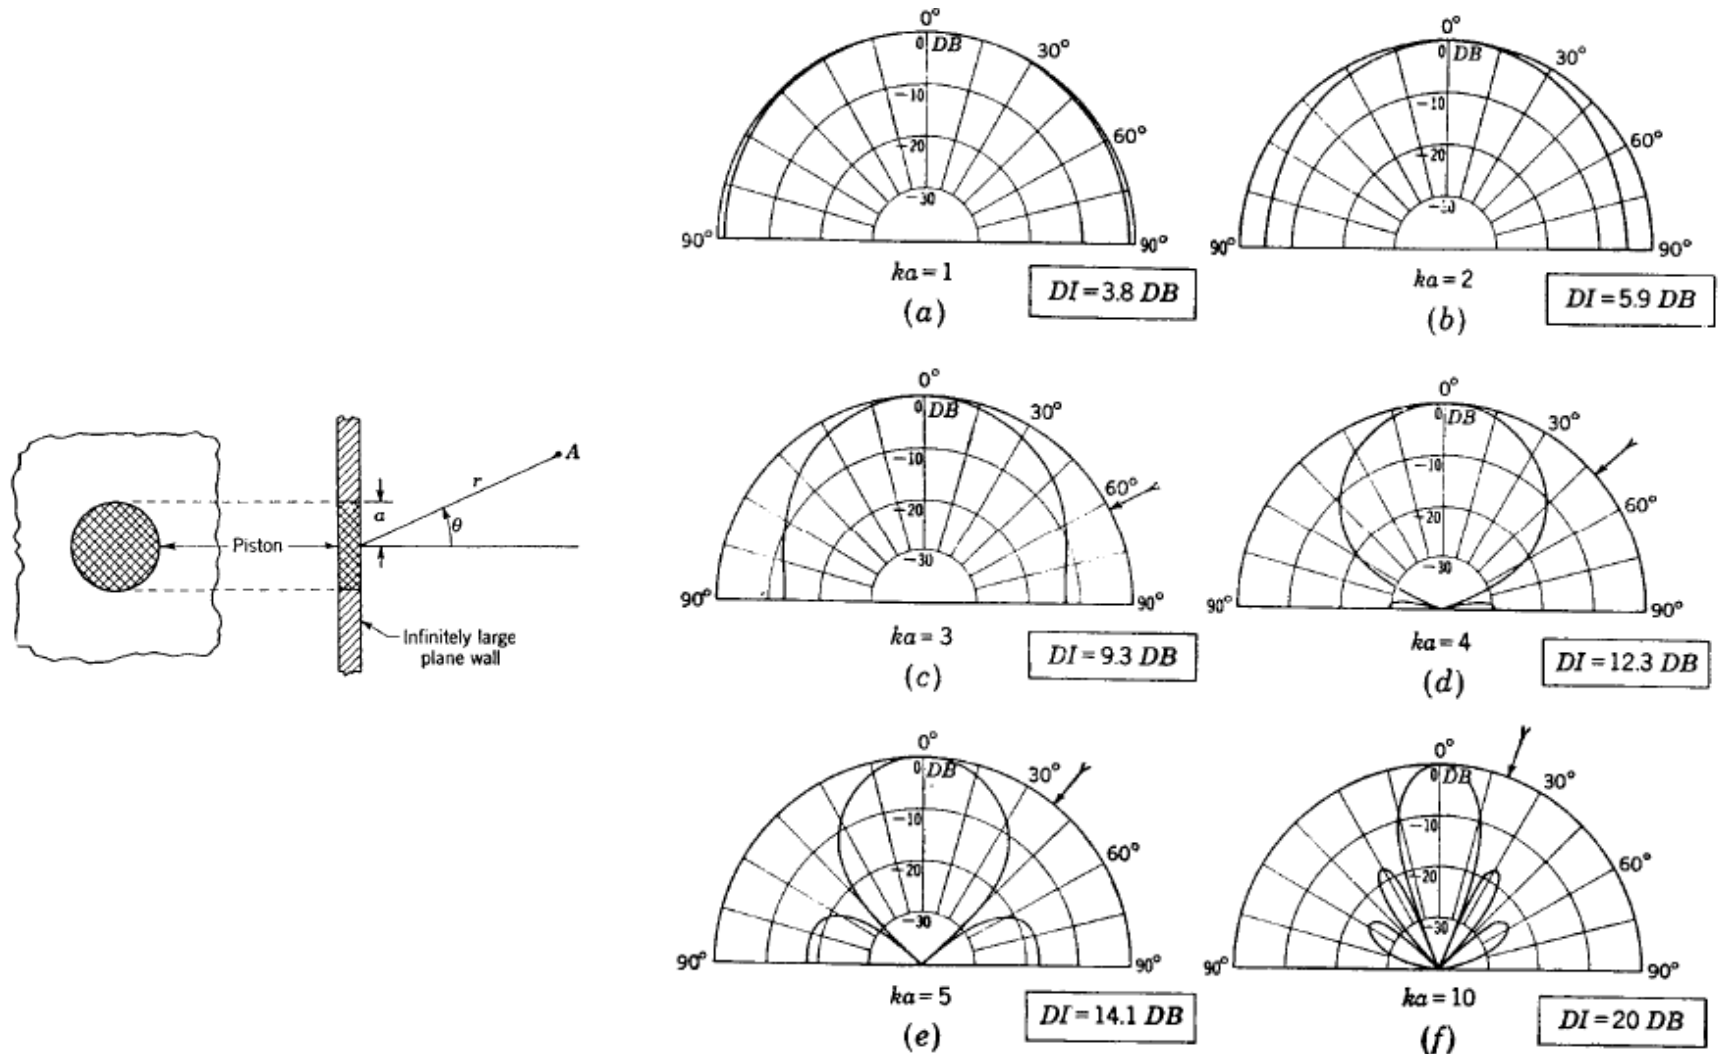 A
r
a
θ
Piston
Infinitely large
plane wall
0°
0 DB
30°
-10
60°
-20
-30
90°
90°
ka = 1
DI = 3.8 DB
(a)
0°
0 DB
30°
-10
60°
-20
90°
90°
ka = 2
DI = 5.9 DB
(b)
0°
0 DB
30°
-10
60°
-20
-30
90°
90°
ka = 3
DI = 9.3 DB
(c)
0°
0 DB
30°
-10
60°
-20
-30
90°
90°
ka = 4
DI = 12.3 DB
(d)
0°
0 DB
30°
-10
60°
-20
-30
90°
90°
ka = 5
DI = 14.1 DB
(e)
0°
0 DB
30°
-10
60°
-20
-30
90°
90°
ka = 10
DI = 20 DB
(f)